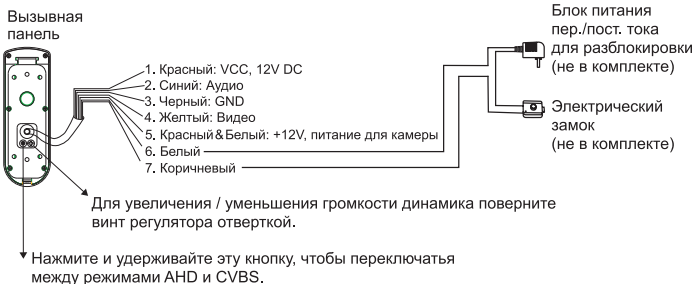 Вызывная
панель
1. Красный: VCC, 12V DC
2. Синий: Аудио
3. Черный: GND
4. Желтый: Видео
5. Красный&Белый: +12V, питание для камеры
6. Белый
7. Коричневый
Блок питания
пер./пост. тока
для разблокировки
(не в комплекте)
Электрический
замок
(не в комплекте)
Для увеличения / уменьшения громкости динамика поверните
винт регулятора отверткой.
Нажмите и удерживайте эту кнопку, чтобы переключатья
между режимами AHD и CVBS.